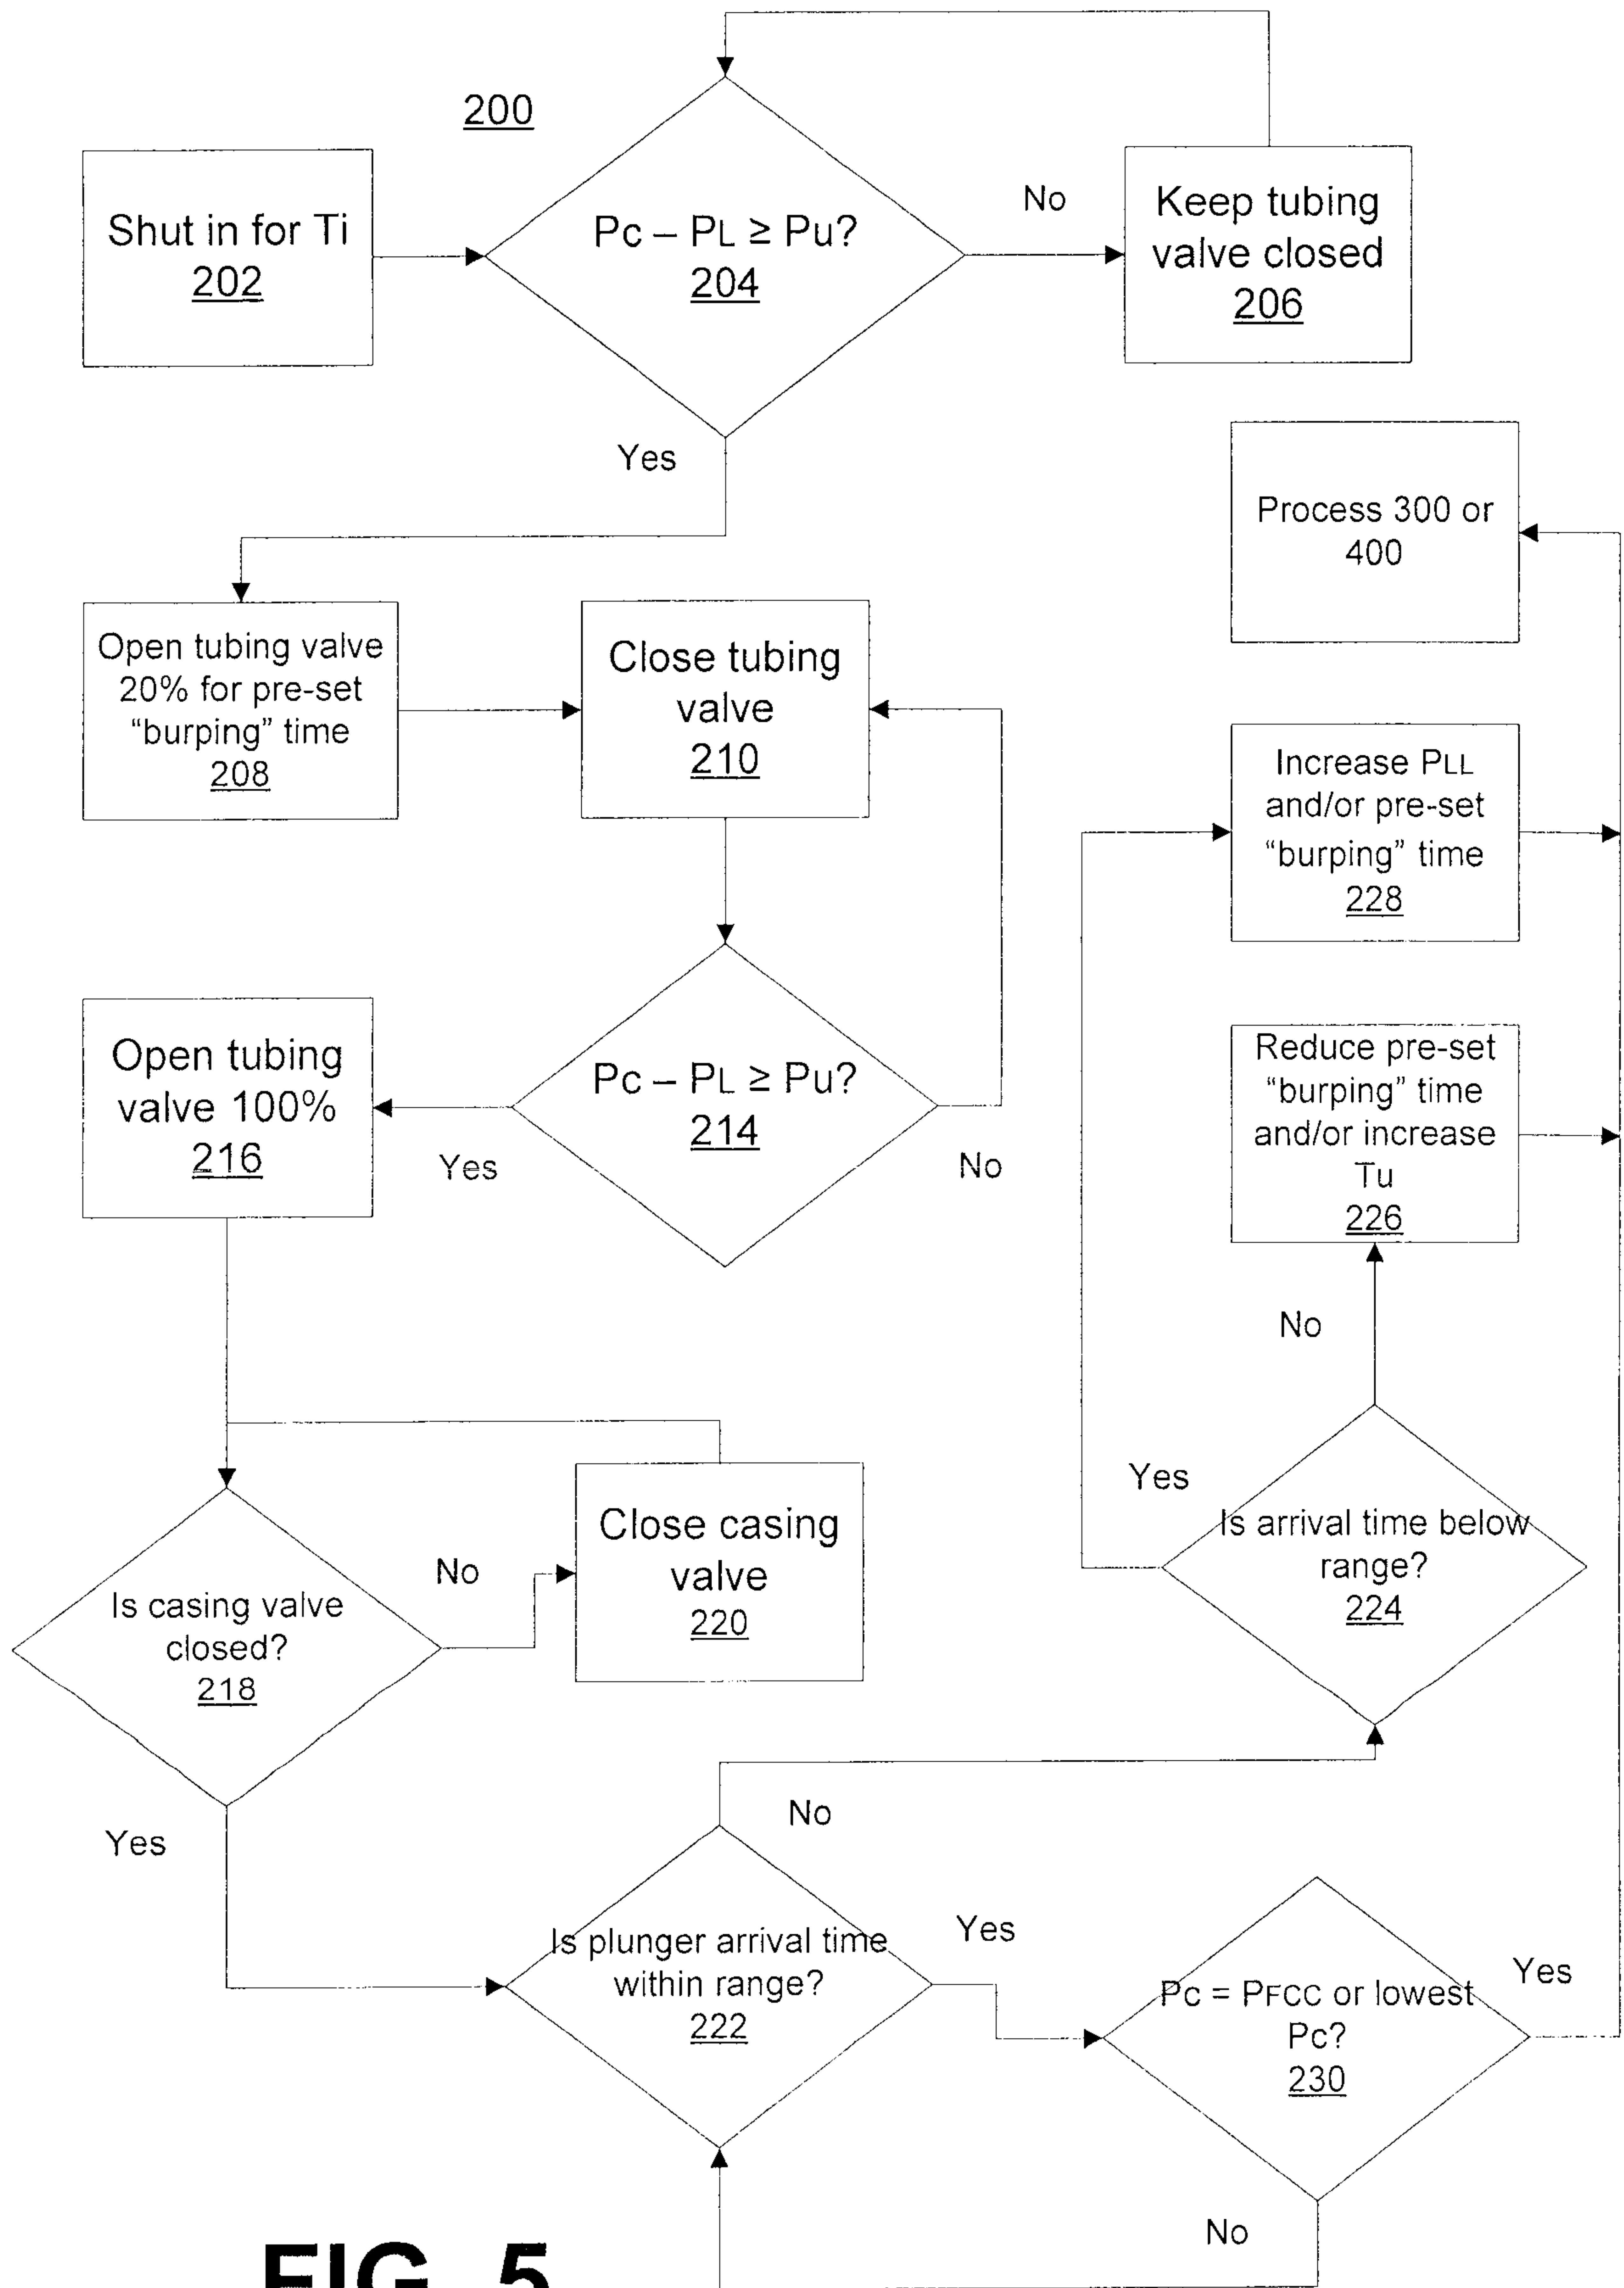 200
Shut in for Ti
202
Pc – PL ≥ Pu?
204
No
Keep tubing
valve closed
206
Yes
Process 300 or
400
Open tubing valve
20% for pre-set
“burping” time
208
Close tubing
valve
210
Increase PLL
and/or pre-set
“burping” time
228
Open tubing
valve 100%
216
Yes
Pc – PL ≥ Pu?
214
No
Reduce pre-set
“burping” time
and/or increase
Tu
226
No
Is casing valve
closed?
218
No
Close casing
valve
220
Yes
Is arrival time below
range?
224
Yes
No
Is plunger arrival time
within range?
222
Yes
Pc = PFCC or lowest
Pc?
230
Yes
No
FIG. 5